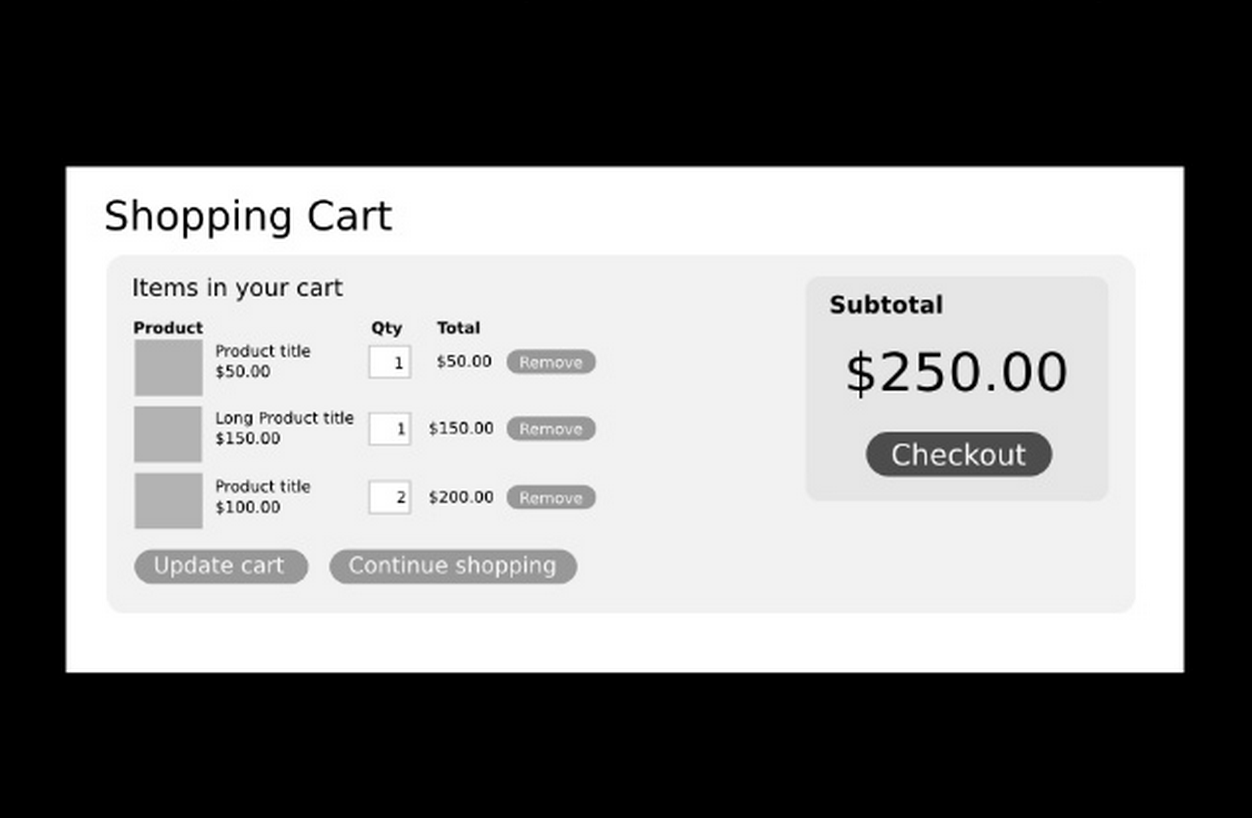 Shopping Cart
Items in your cart
Product Qty Total
Product title
$50.00
1 $50.00 Remove
Long Product title
$150.00
1 $150.00 Remove
Product title
$100.00
2 $200.00 Remove
Update cart Continue shopping
Subtotal
$250.00
Checkout